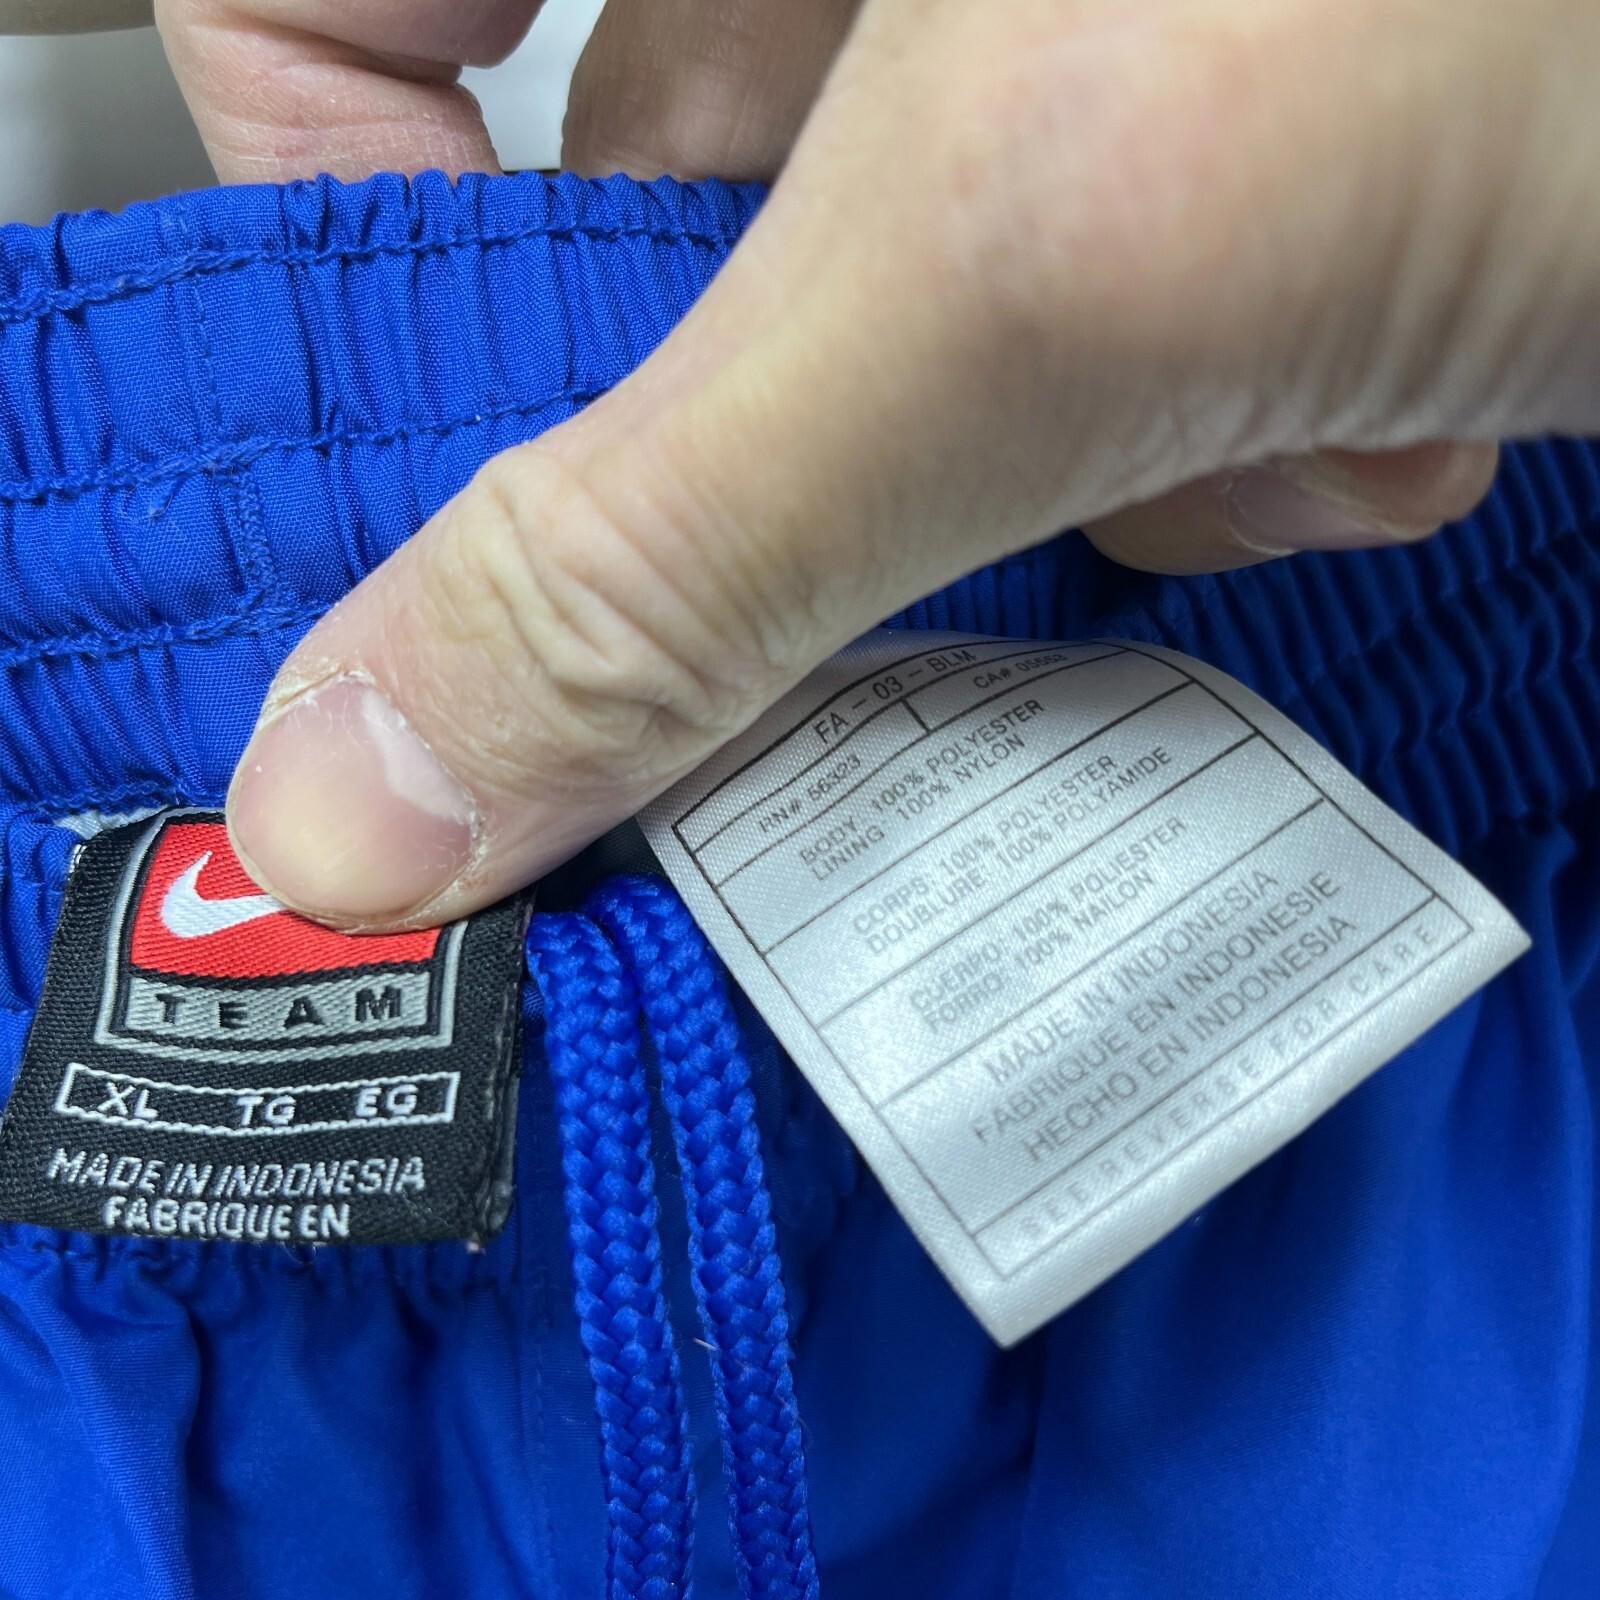 TEAM
XL TG EG
MADE IN INDONESIA
FABRIQUE EN
FA - 03 - BLM
RN# 56323 CA# 05553
BODY: 100% POLYESTER
LINING 100% NYLON
CORPS: 100% POLYESTER
DOUBLURE 100% POLYAMIDE
CUERPO: 100% POLIESTER
FORRO: 100% NAILON
MADE IN INDONESIA
FABRIQUE EN INDONESIE
HECHO EN INDONESIA
SEE REVERSE FOR CARE